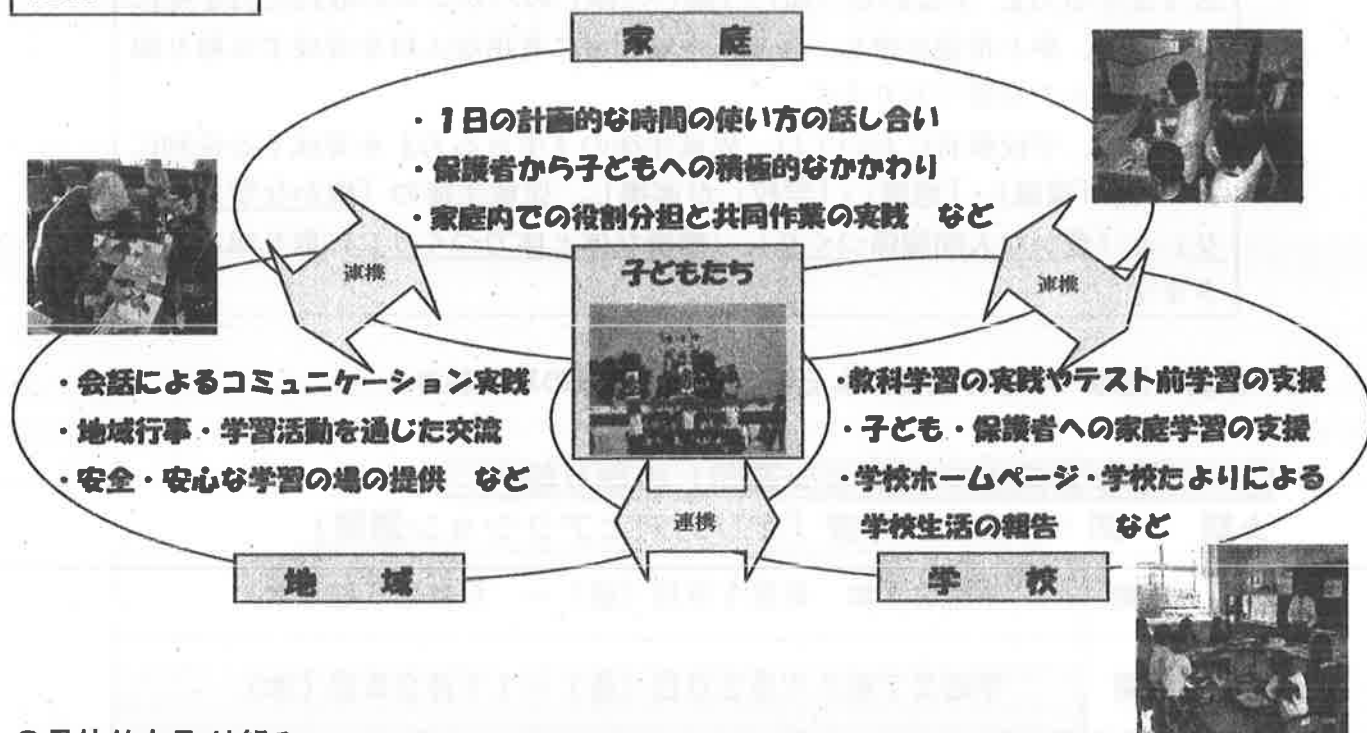 家 庭
・１日の計画的な時間の使い方の話し合い
・保護者から子どもへの積極的なかかわり
・家庭内での役割分担と共同作業の実践 など
連携
連携
子どもたち
・会話によるコミュニケーション実践
・地域行事・学習活動を通じた交流
・安全・安心な学習の場の提供 など
・教科学習の実践やテスト前学習の支援
・子ども・保護者への家庭学習の支援
・学校ホームページ・学校だよりによる
学校生活の報告 など
連携
地 域
学 校